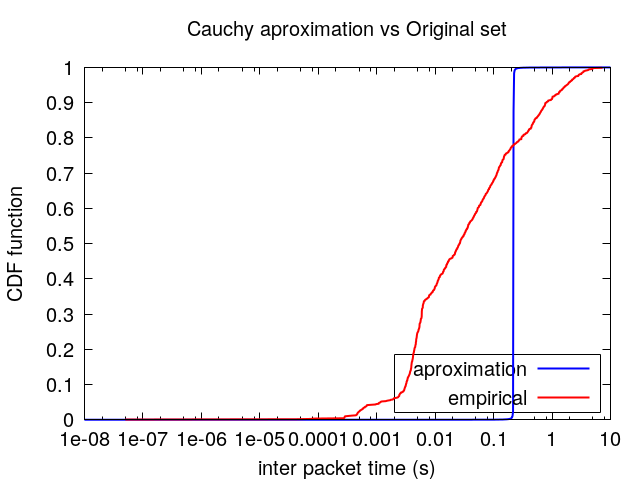 Cauchy aproximation vs Original set
1
0.9
0.8
0.7
0.6
0.5
0.4
0.3
0.2
0.1
0
CDF function
aproximation
empirical
1e-08 1e-07 1e-06 1e-05 0.0001 0.001 0.01 0.1 1 10
inter packet time (s)